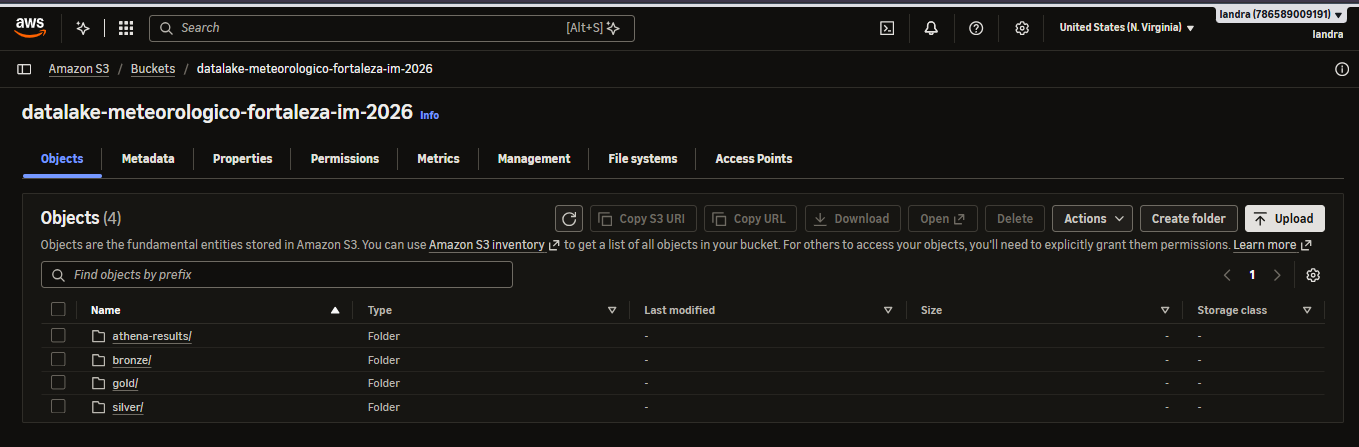 aws Search [Alt+S] United States (N. Virginia) landra (786589009191)
landra
Amazon S3 / Buckets / datalake-meteorologico-fortaleza-im-2026
datalake-meteorologico-fortaleza-im-2026 Info
Objects Metadata Properties Permissions Metrics Management File systems Access Points
Objects (4) Copy S3 URI Copy URL Download Open Delete Actions Create folder Upload
Objects are the fundamental entities stored in Amazon S3. You can use Amazon S3 inventory to get a list of all objects in your bucket. For others to access your objects, you'll need to explicitly grant them permissions. Learn more
Find objects by prefix 1
Name Type Last modified Size Storage class
athena-results/ Folder - - -
bronze/ Folder - - -
gold/ Folder - - -
silver/ Folder - - -